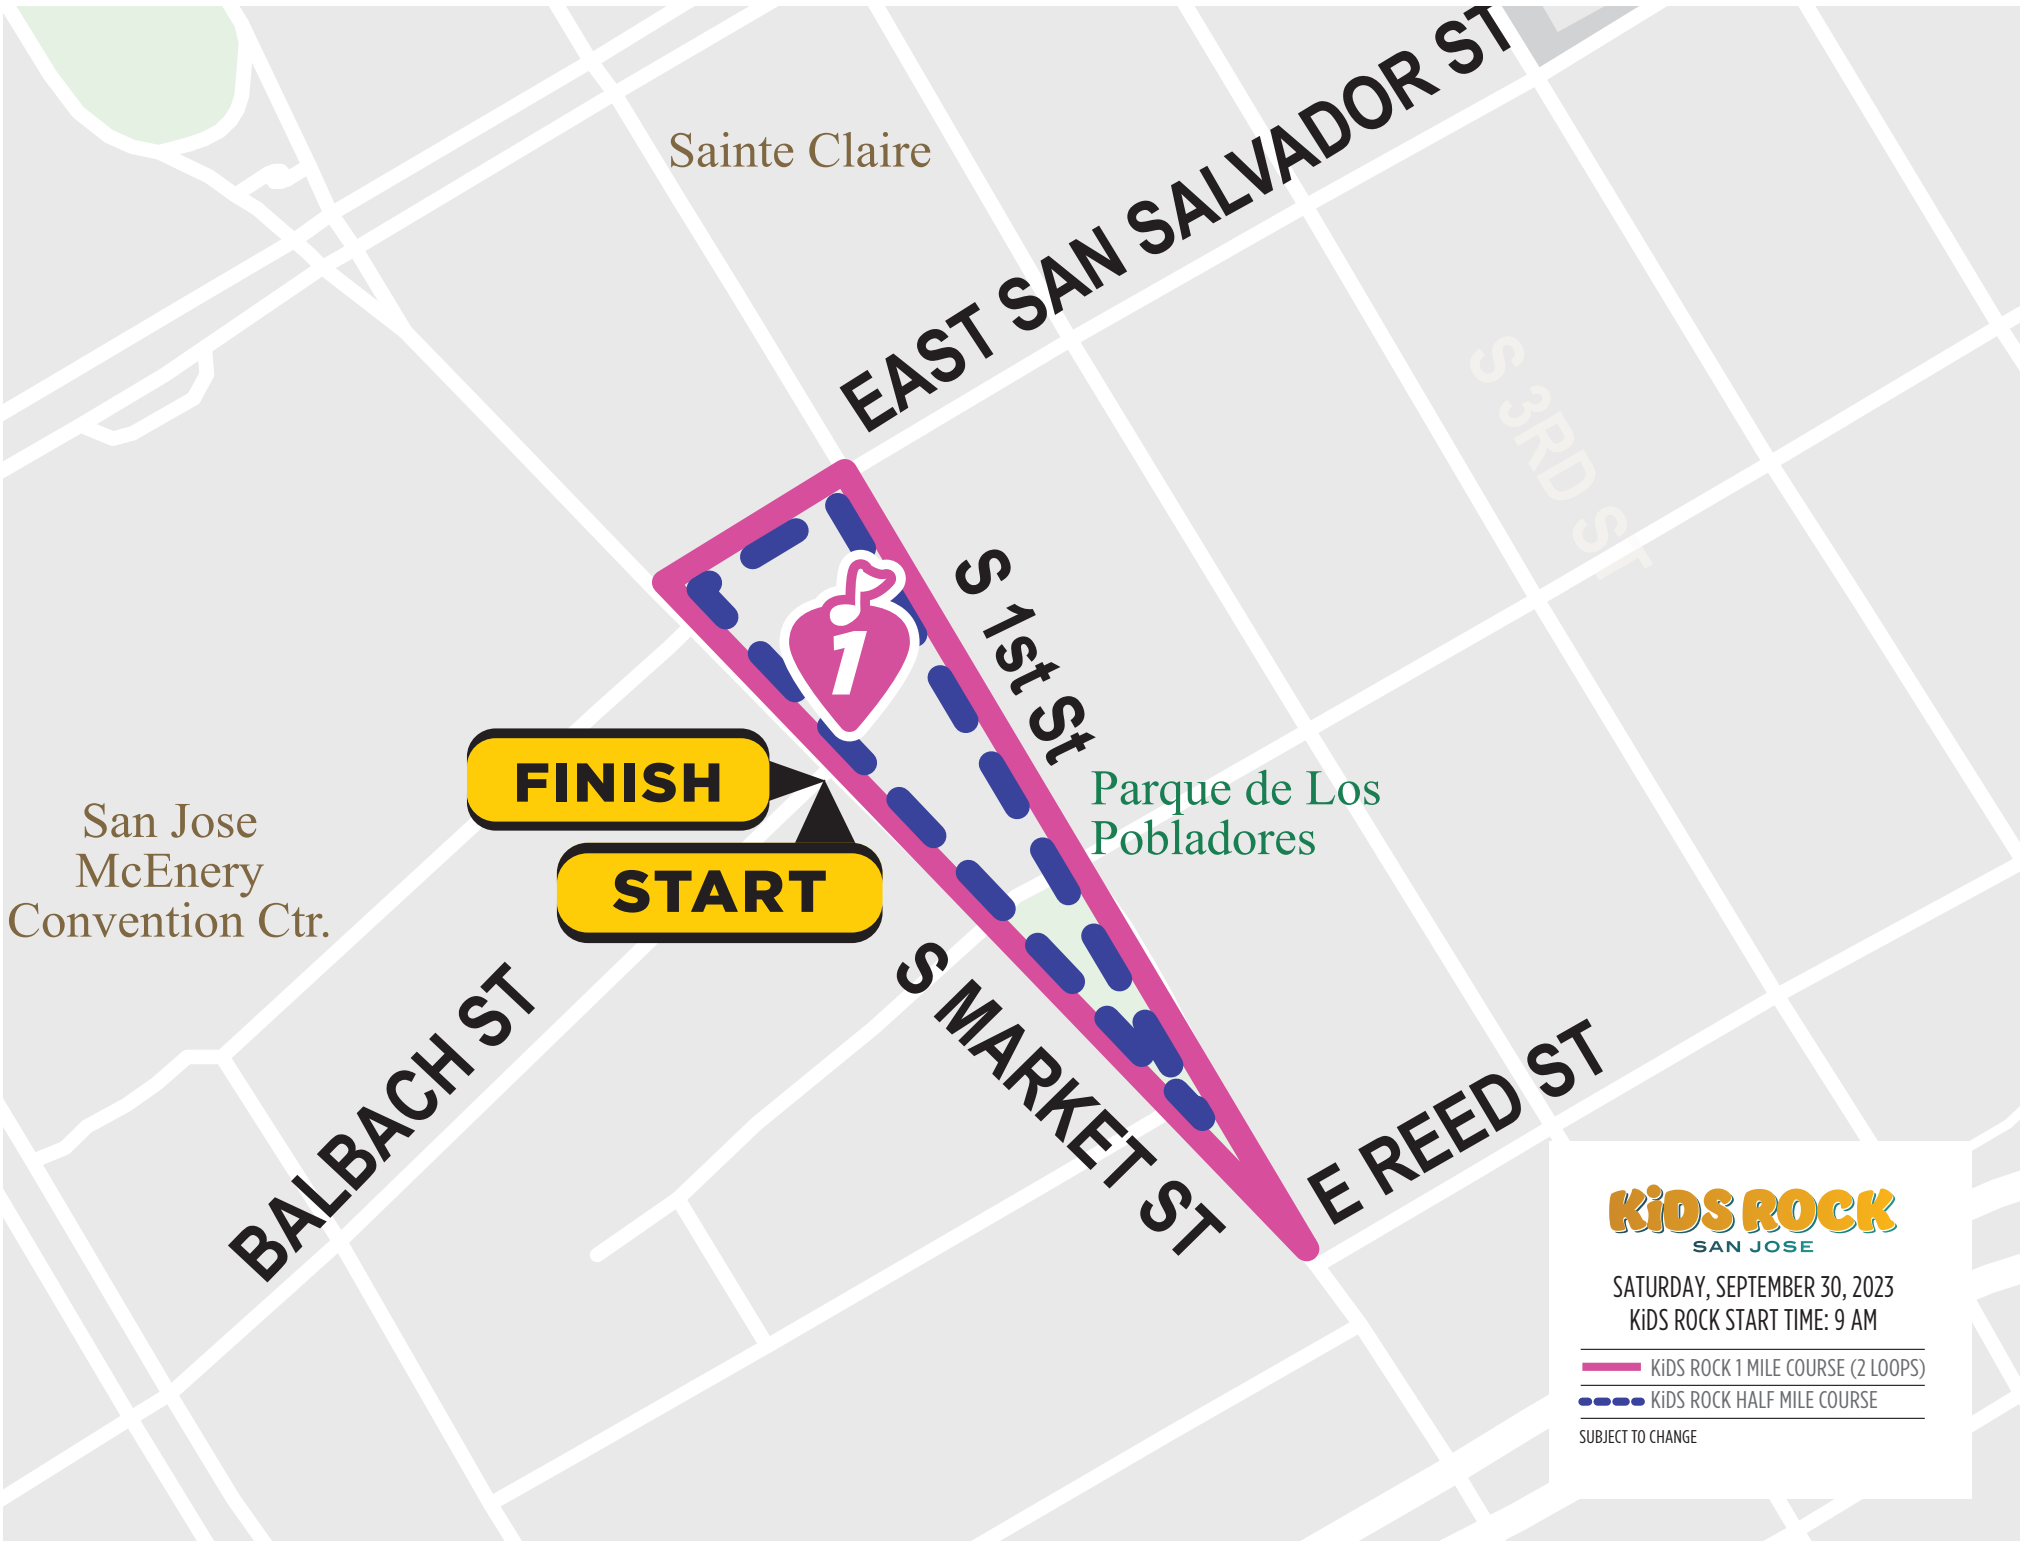 Sainte Claire
EAST SAN SALVADOR ST
S 3RD ST
S 1st St
1
FINISH
START
Parque de Los
Pobladores
San Jose
McEnery
Convention Ctr.
BALBACH ST
S MARKET ST
E REED ST
KiDS ROCK
SAN JOSE
SATURDAY, SEPTEMBER 30, 2023
KiDS ROCK START TIME: 9 AM
KiDS ROCK 1 MILE COURSE (2 LOOPS)
KiDS ROCK HALF MILE COURSE
SUBJECT TO CHANGE